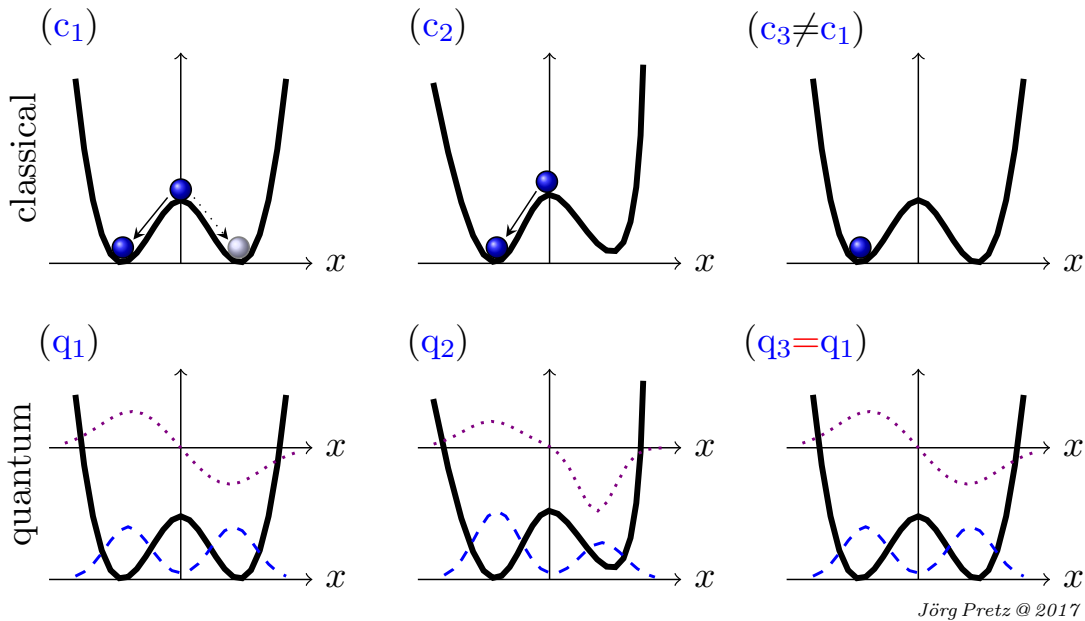 (c₁) (c₂) (c₃≠c₁)
classical
x x x
(q₁) (q₂) (q₃=q₁)
quantum
x x x
x x x
Jörg Pretz @ 2017